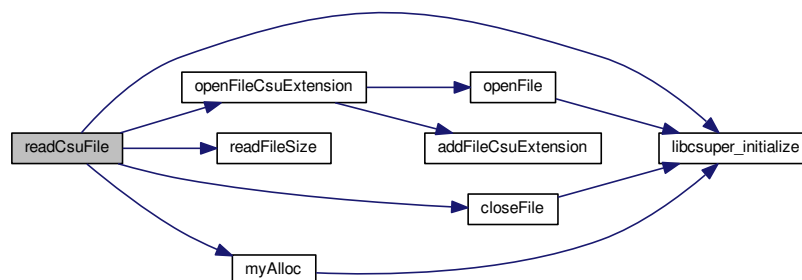 openFileCsuExtension
openFile
readCsuFile
readFileSize
addFileCsuExtension
libcsuper_initialize
closeFile
myAlloc